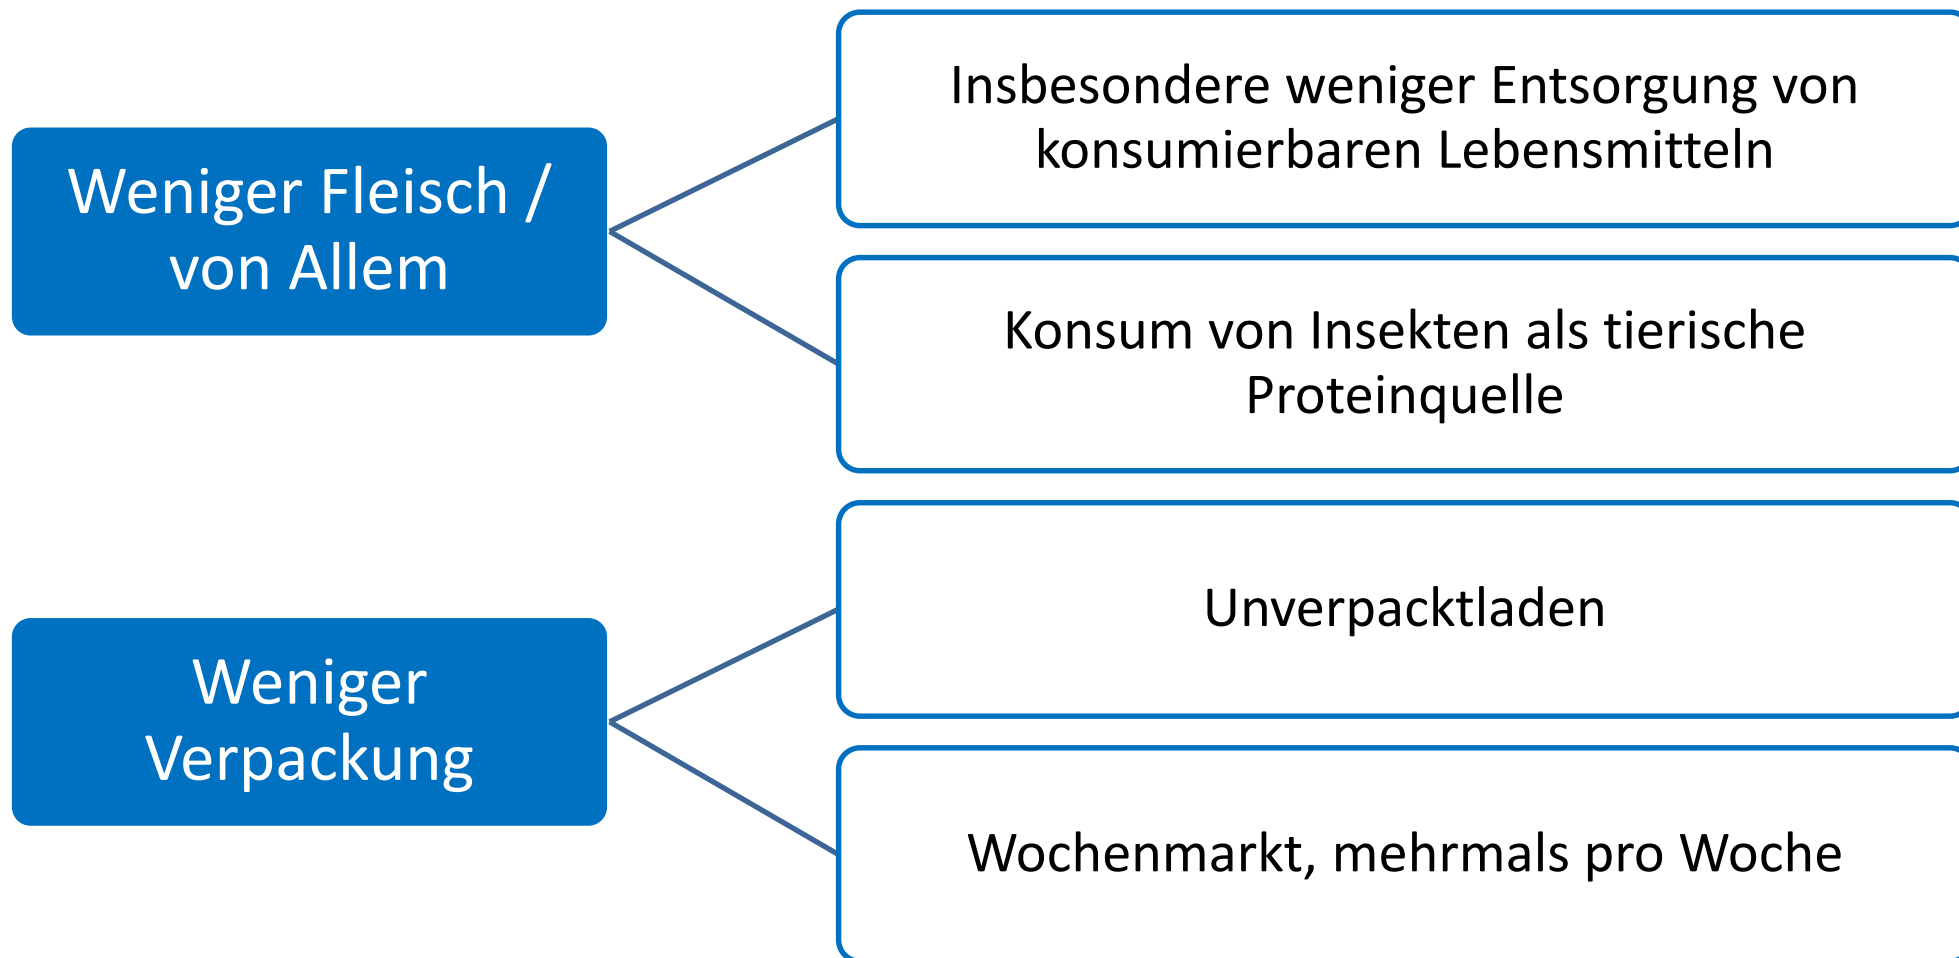 Weniger Fleisch /
von Allem
Insbesondere weniger Entsorgung von
konsumierbaren Lebensmitteln
Konsum von Insekten als tierische
Proteinquelle
Weniger
Verpackung
Unverpacktladen
Wochenmarkt, mehrmals pro Woche